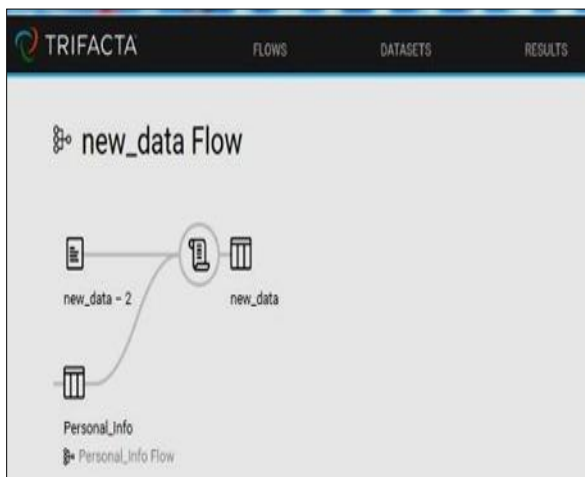 TRIFACTA FLOWS DATASETS RESULTS
new_data Flow
new_data – 2 new_data
Personal_Info
Personal_Info Flow